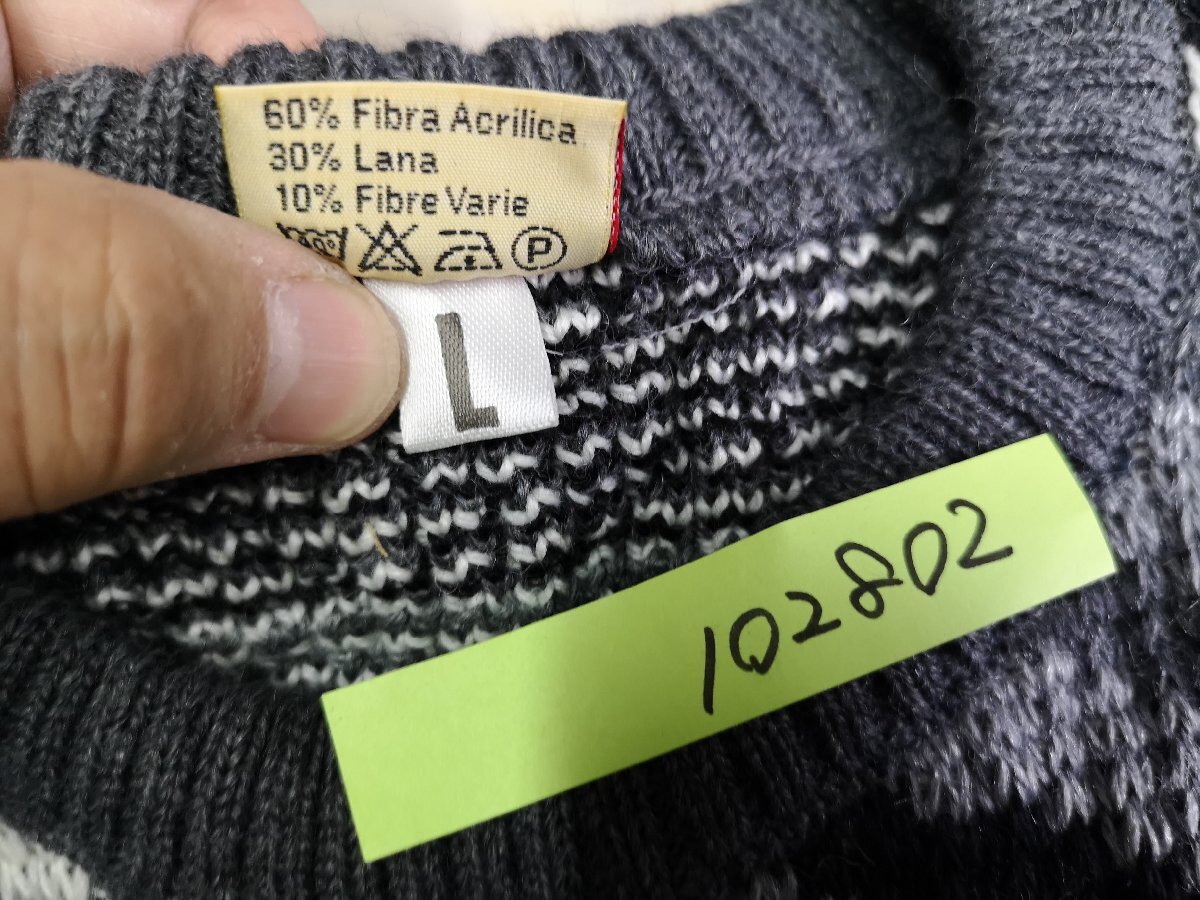 60% Fibra Acrilica
30% Lana
10% Fibre Varie
P
L
102802